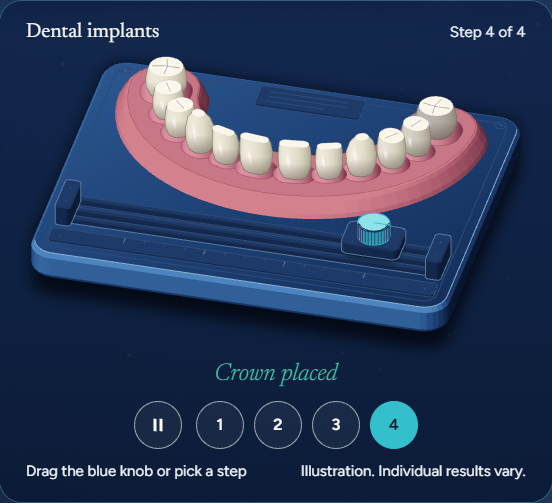 Dental implants
Step 4 of 4
Crown placed
1
2
3
4
Drag the blue knob or pick a step
Illustration. Individual results vary.